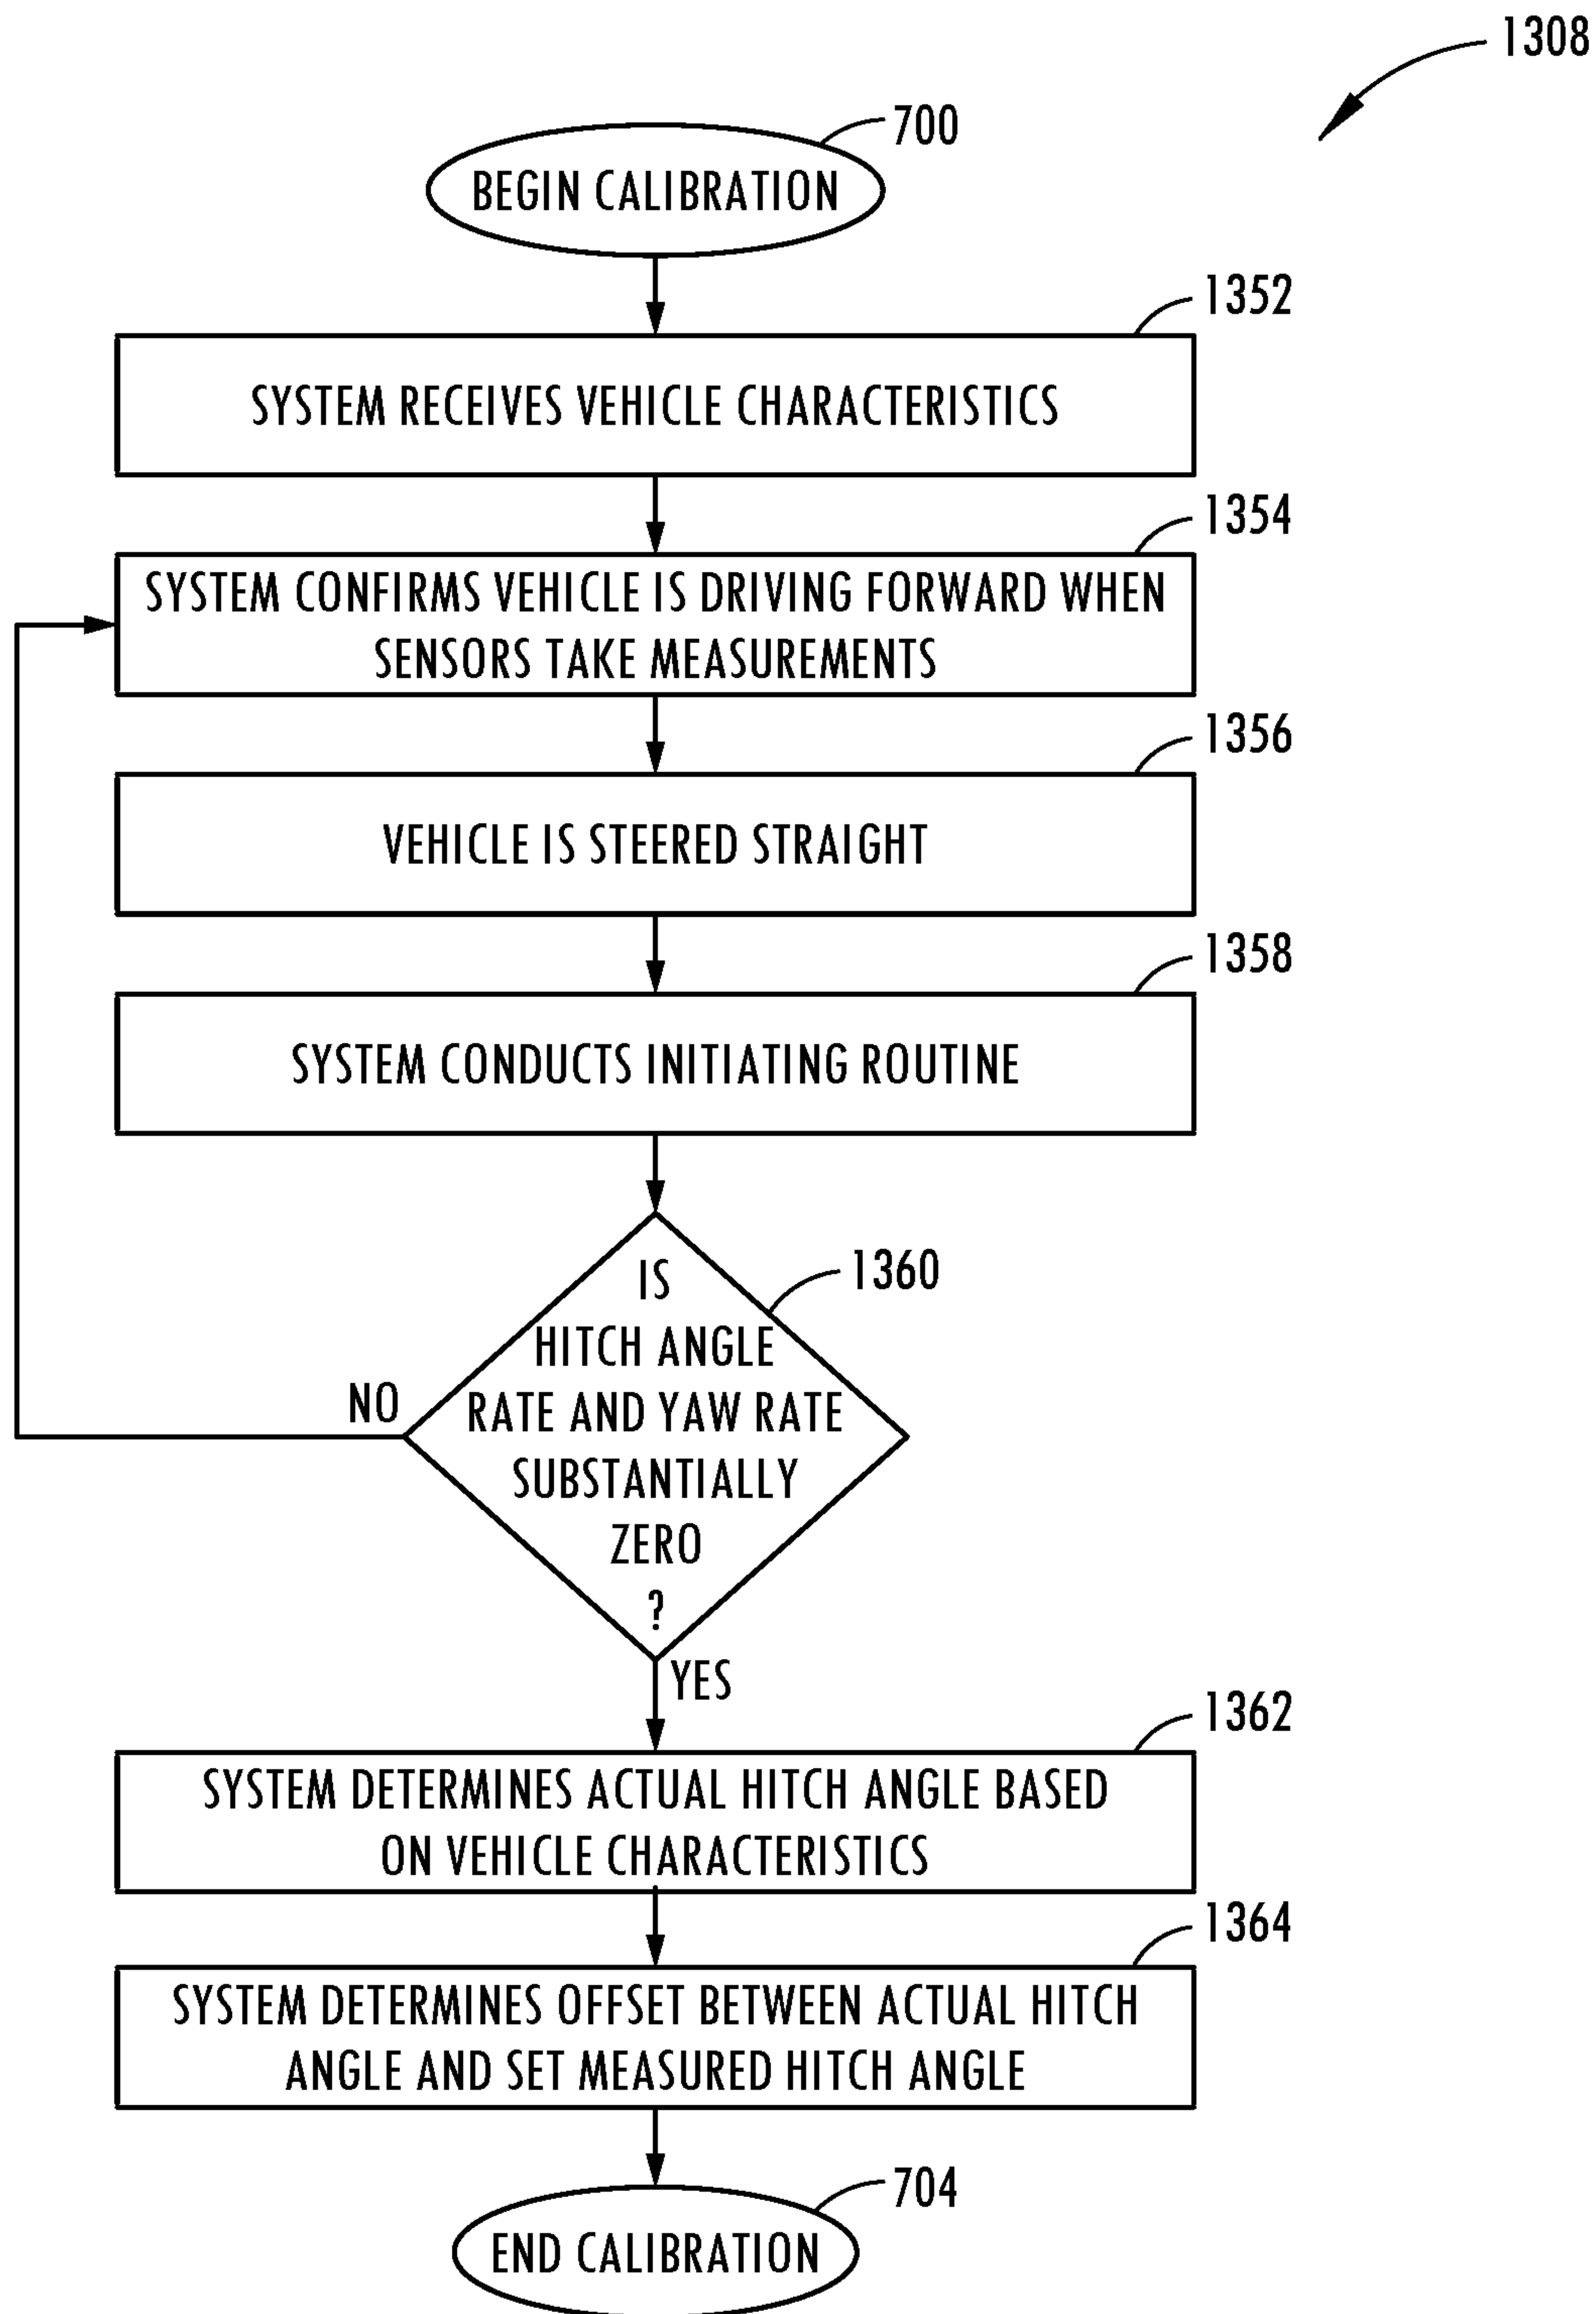 1308
700
BEGIN CALIBRATION
1352
SYSTEM RECEIVES VEHICLE CHARACTERISTICS
1354
SYSTEM CONFIRMS VEHICLE IS DRIVING FORWARD WHEN
SENSORS TAKE MEASUREMENTS
1356
VEHICLE IS STEERED STRAIGHT
1358
SYSTEM CONDUCTS INITIATING ROUTINE
1360
IS
HITCH ANGLE
RATE AND YAW RATE
SUBSTANTIALLY
ZERO
?
NO
YES
1362
SYSTEM DETERMINES ACTUAL HITCH ANGLE BASED
ON VEHICLE CHARACTERISTICS
1364
SYSTEM DETERMINES OFFSET BETWEEN ACTUAL HITCH
ANGLE AND SET MEASURED HITCH ANGLE
704
END CALIBRATION